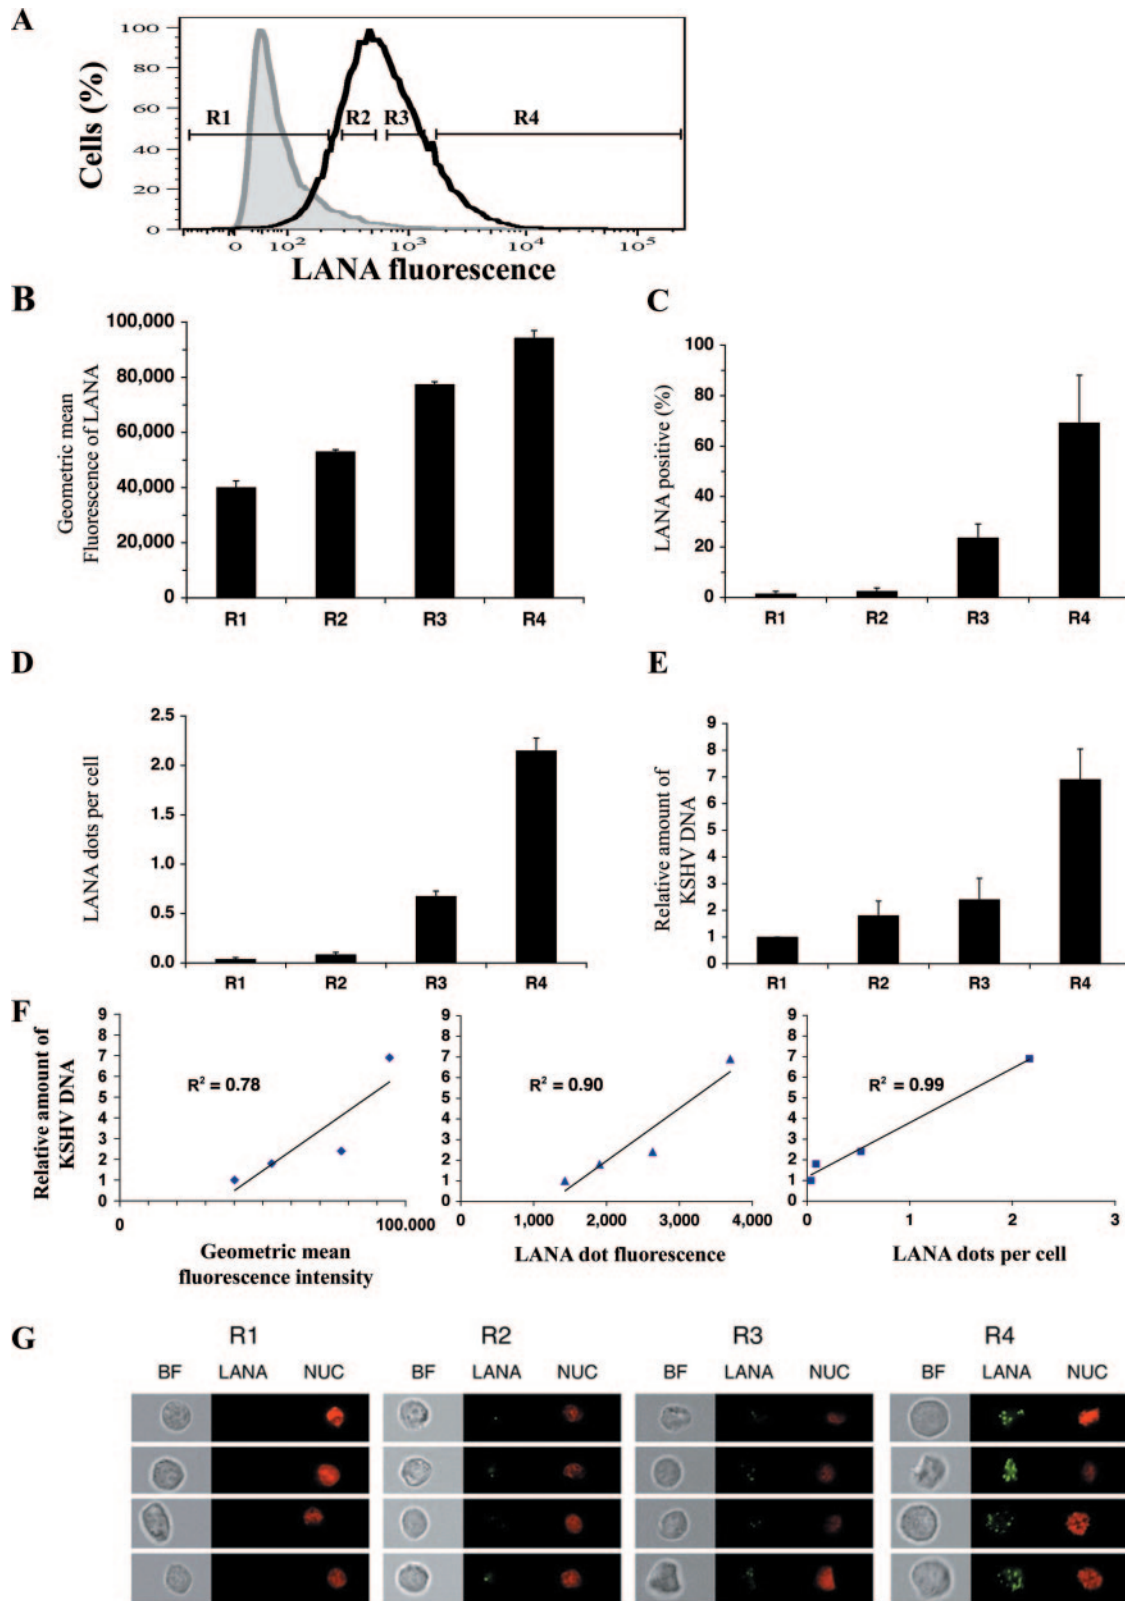 A
100
80
60
40
20
0
Cells (%)
R1
R2
R3
R4
0
10²
10³
10⁴
10⁵
LANA fluorescence
B
100,000
80,000
60,000
40,000
20,000
0
Geometric mean
Fluorescence of LANA
R1
R2
R3
R4
C
100
80
60
40
20
0
LANA positive (%)
R1
R2
R3
R4
D
2.5
2.0
1.5
1.0
0.5
0.0
LANA dots per cell
R1
R2
R3
R4
E
9
8
7
6
5
4
3
2
1
0
Relative amount of
KSHV DNA
R1
R2
R3
R4
F
Relative amount of
KSHV DNA
9
8
7
6
5
4
3
2
1
0
R² = 0.78
0
100.000
Geometric mean
fluorescence intensity
9
8
7
6
5
4
3
2
1
0
R² = 0.90
0
1,000
2,000
3,000
4,000
LANA dot fluorescence
9
8
7
6
5
4
3
2
1
0
R² = 0.99
0
1
2
3
LANA dots per cell
G
R1
R2
R3
R4
BF LANA NUC
BF LANA NUC
BF LANA NUC
BF LANA NUC